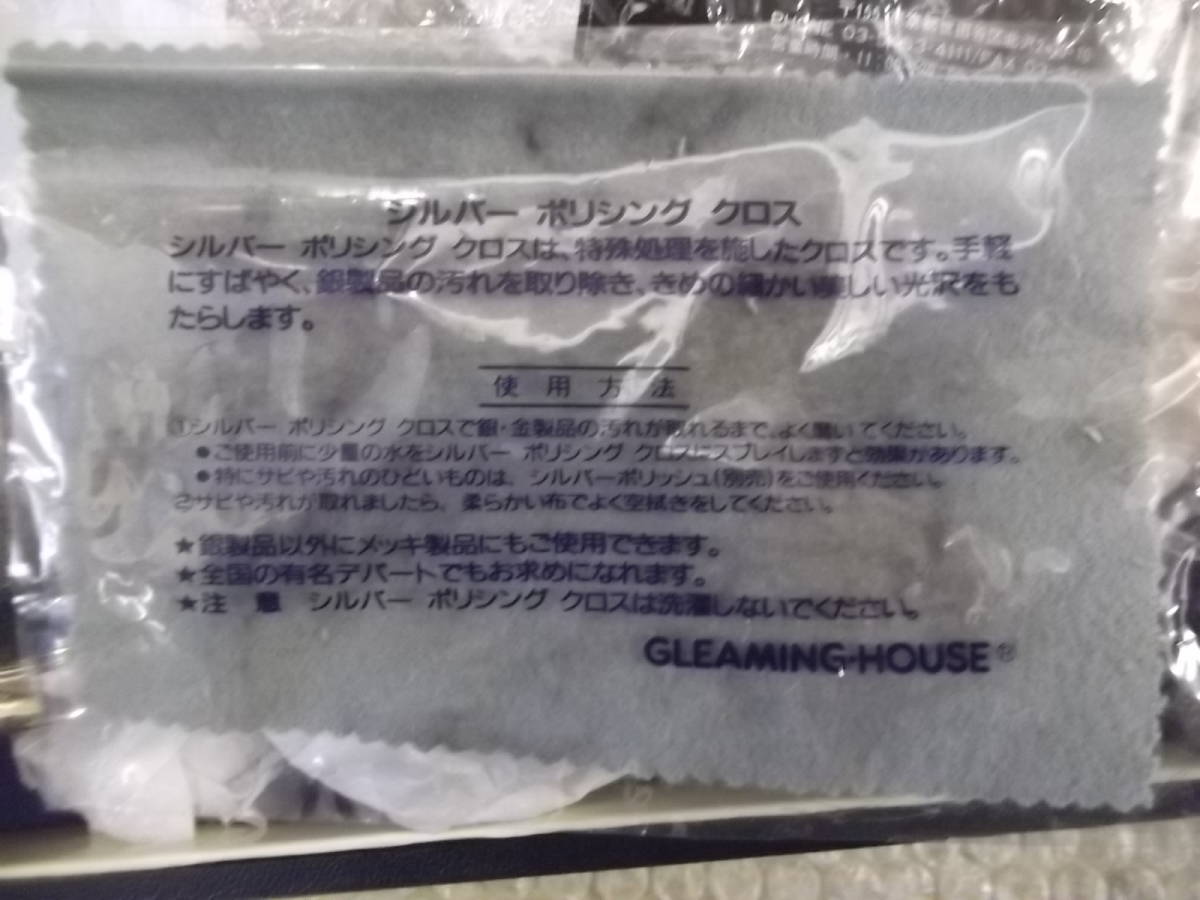 〒155
PHONE 03-
営業時間・11:00
シルバー ポリシング クロス
シルバー ポリシング クロスは、特殊処理を施したクロスです。手軽
にすばやく、銀製品の汚れを取り除き、きめの細かい美しい光沢をも
たらします。
使用方法
①シルバー ポリシング クロスで銀・金製品の汚れが取れるまで、よく磨いてください。
●ご使用前に少量の水をシルバー ポリシング クロスにスプレイしますと効果があります。
●特にサビや汚れのひどいものは、シルバーポリッシュ(別売)をご使用ください。
②サビや汚れが取れましたら、柔らかい布でよく空拭きをしてください。
★銀製品以外にメッキ製品にもご使用できます。
★全国の有名デパートでもお求めになれます。
★注 意 シルバー ポリシング クロスは洗濯しないでください。
GLEAMING-HOUSE®